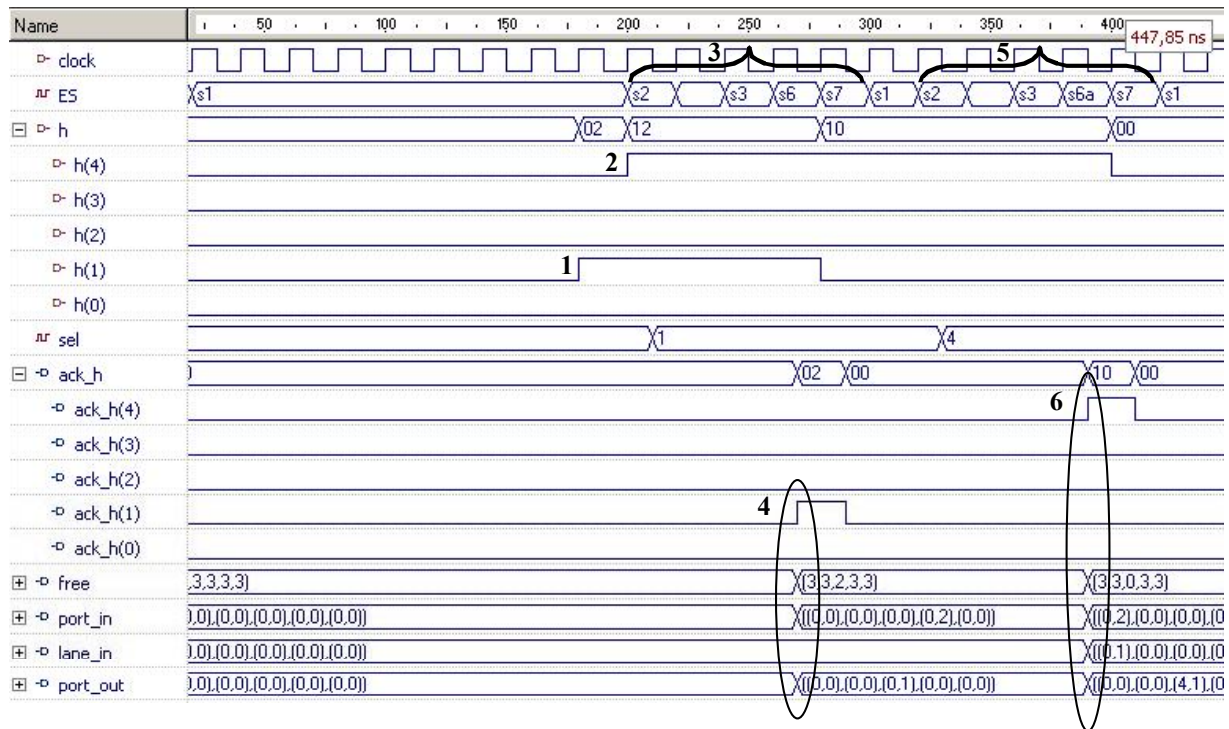 Name 50 100 150 200 250 300 350 400
447,85 ns
clock 3 5
ES s1 s2 s3 s6 s7 s1 s2 s3 s6a s7 s1
h 02 12 10 00
h(4) 2
h(3)
h(2)
h(1) 1
h(0)
sel 1 4
ack_h 02 00 10 00
ack_h(4) 6
ack_h(3)
ack_h(2)
ack_h(1) 4
ack_h(0)
free ,3,3,3,3) (3,3,2,3,3) (3,3,0,3,3)
port_in ),0),(0,0),(0,0),(0,0),(0,0)) ((0,0),(0,0),(0,0),(0,2),(0,0)) ((0,2),(0,0),(0,0),(0
lane_in ),0),(0,0),(0,0),(0,0),(0,0)) ((0,1),(0,0),(0,0),(0
port_out ),0),(0,0),(0,0),(0,0),(0,0)) ((0,0),(0,0),(0,1),(0,0),(0,0)) ((0,0),(0,0),(4,1),(0